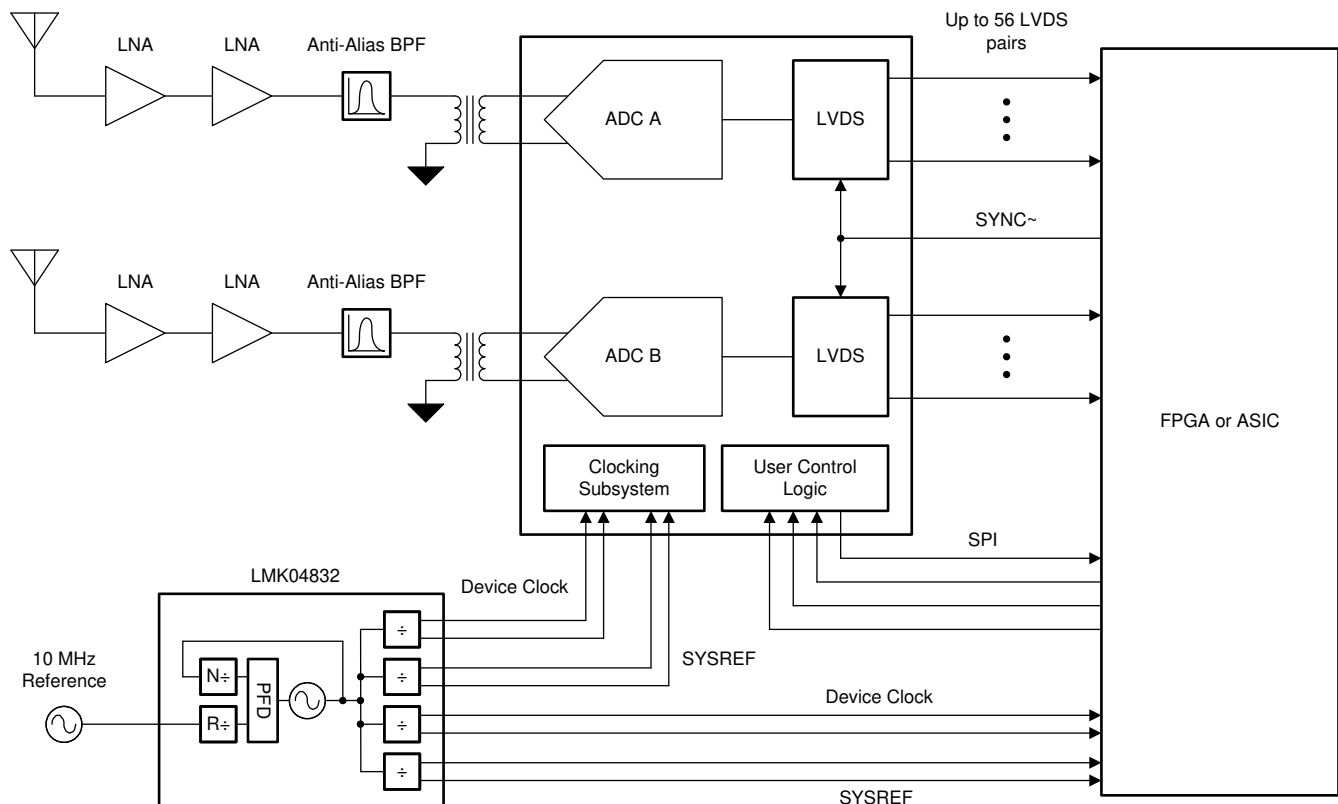 Up to 56 LVDS
pairs
LNA
LNA
Anti-Alias BPF
ADC A
LVDS
SYNC~
LNA
LNA
Anti-Alias BPF
ADC B
LVDS
FPGA or ASIC
Clocking
Subsystem
User Control
Logic
SPI
LMK04832
Device Clock
10 MHz
Reference
N÷
R÷
PFD
÷
÷
÷
÷
SYSREF
Device Clock
SYSREF